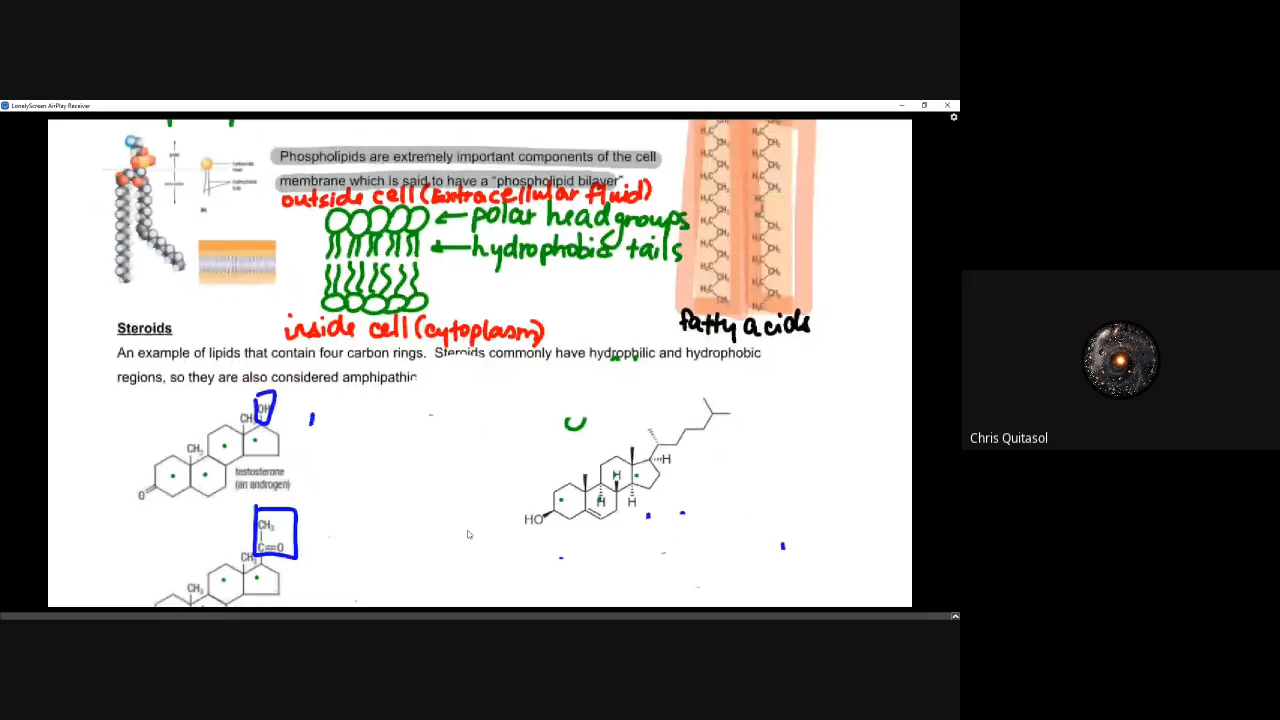 LonelyScreen AirPlay Receiver
Phospholipids are extremely important components of the cell
membrane which is said to have a "phospholipid bilayer"
outside cell (Extracellular fluid)
polar head groups
hydrophobic tails
inside cell (cytoplasm)
fatty acids
Steroids
An example of lipids that contain four carbon rings. Steroids commonly have hydrophilic and hydrophobic
regions, so they are also considered amphipathic
OH
CH₃
CH₃
testosterone
(an androgen)
O
CH₃
C=O
CH₃
CH₃
H
H
H
H
HO
Chris Quitasol